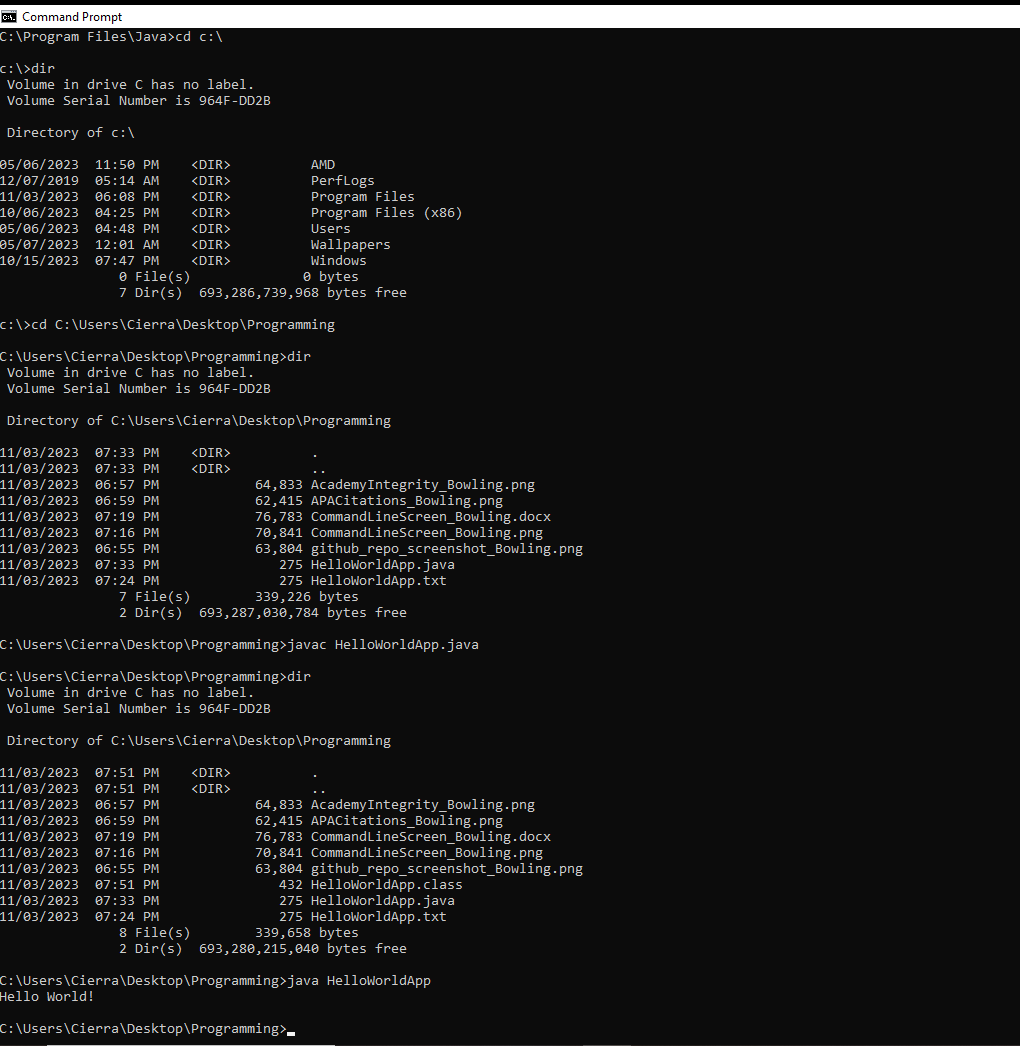 Command Prompt
C:\Program Files\Java>cd c:\
c:\>dir
 Volume in drive C has no label.
 Volume Serial Number is 964F-DD2B
 Directory of c:\
05/06/2023  11:50 PM    <DIR>          AMD
12/07/2019  05:14 AM    <DIR>          PerfLogs
11/03/2023  06:08 PM    <DIR>          Program Files
10/06/2023  04:25 PM    <DIR>          Program Files (x86)
05/06/2023  04:48 PM    <DIR>          Users
05/07/2023  12:01 AM    <DIR>          Wallpapers
10/15/2023  07:47 PM    <DIR>          Windows
               0 File(s)              0 bytes
               7 Dir(s)  693,286,739,968 bytes free
c:\>cd C:\Users\Cierra\Desktop\Programming
C:\Users\Cierra\Desktop\Programming>dir
 Volume in drive C has no label.
 Volume Serial Number is 964F-DD2B
 Directory of C:\Users\Cierra\Desktop\Programming
11/03/2023  07:33 PM    <DIR>          .
11/03/2023  07:33 PM    <DIR>          ..
11/03/2023  06:57 PM            64,833 AcademyIntegrity_Bowling.png
11/03/2023  06:59 PM            62,415 APACitations_Bowling.png
11/03/2023  07:19 PM            76,783 CommandLineScreen_Bowling.docx
11/03/2023  07:16 PM            70,841 CommandLineScreen_Bowling.png
11/03/2023  06:55 PM            63,804 github_repo_screenshot_Bowling.png
11/03/2023  07:33 PM               275 HelloWorldApp.java
11/03/2023  07:24 PM               275 HelloWorldApp.txt
               7 File(s)        339,226 bytes
               2 Dir(s)  693,287,030,784 bytes free
C:\Users\Cierra\Desktop\Programming>javac HelloWorldApp.java
C:\Users\Cierra\Desktop\Programming>dir
 Volume in drive C has no label.
 Volume Serial Number is 964F-DD2B
 Directory of C:\Users\Cierra\Desktop\Programming
11/03/2023  07:51 PM    <DIR>          .
11/03/2023  07:51 PM    <DIR>          ..
11/03/2023  06:57 PM            64,833 AcademyIntegrity_Bowling.png
11/03/2023  06:59 PM            62,415 APACitations_Bowling.png
11/03/2023  07:19 PM            76,783 CommandLineScreen_Bowling.docx
11/03/2023  07:16 PM            70,841 CommandLineScreen_Bowling.png
11/03/2023  06:55 PM            63,804 github_repo_screenshot_Bowling.png
11/03/2023  07:51 PM               432 HelloWorldApp.class
11/03/2023  07:33 PM               275 HelloWorldApp.java
11/03/2023  07:24 PM               275 HelloWorldApp.txt
               8 File(s)        339,658 bytes
               2 Dir(s)  693,280,215,040 bytes free
C:\Users\Cierra\Desktop\Programming>java HelloWorldApp
Hello World!
C:\Users\Cierra\Desktop\Programming>